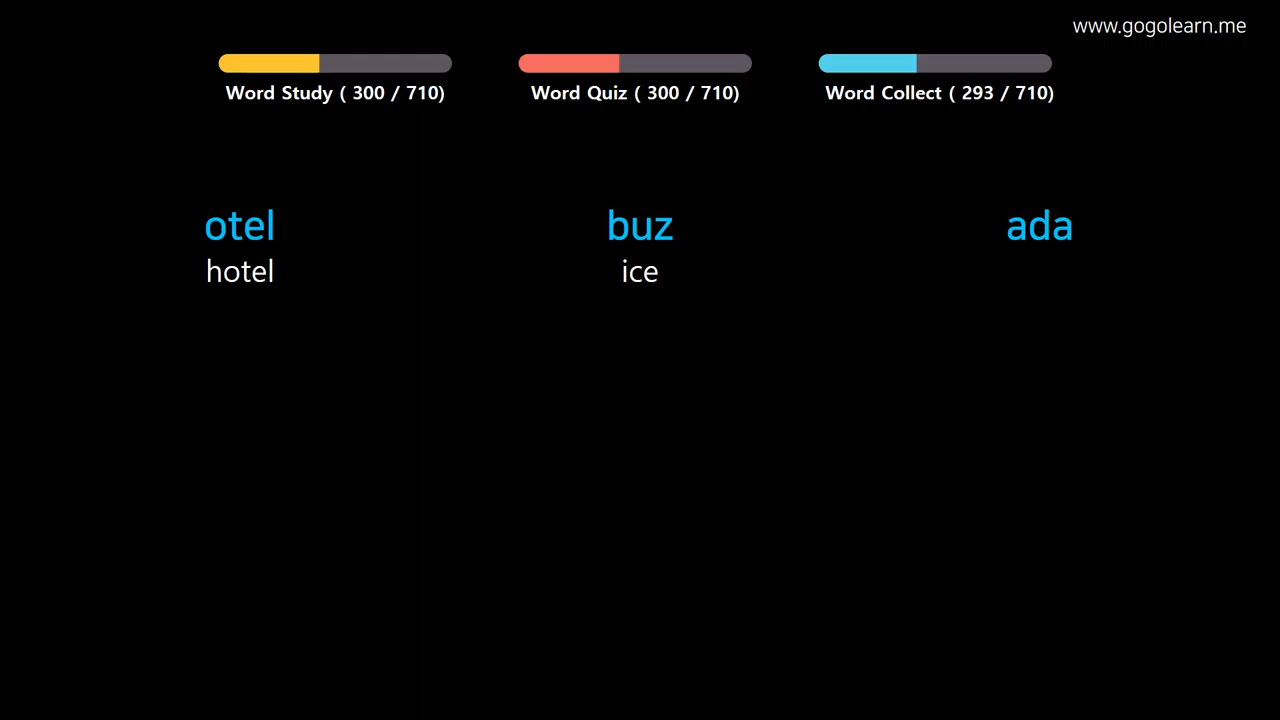 www.gogolearn.me
Word Study ( 300 / 710)
Word Quiz ( 300 / 710)
Word Collect ( 293 / 710)
otel
hotel
buz
ice
ada